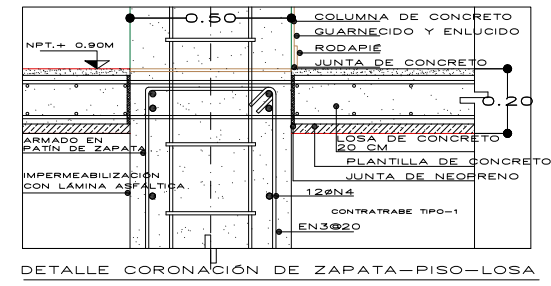 0.50
COLUMNA DE CONCRETO
GUARNECIDO Y ENLUCIDO
RODAPIÉ
JUNTA DE CONCRETO
NPT.+ 0.90M
0.20
ARMADO EN
PATÍN DE ZAPATA
LOSA DE CONCRETO
20 CM
PLANTILLA DE CONCRETO
JUNTA DE NEOPRENO
IMPERMEABILIZACIÓN
CON LÁMINA ASFÁLTICA
12ØN4
CONTRATRABE TIPO-1
EN3@20
DETALLE CORONACIÓN DE ZAPATA-PISO-LOSA